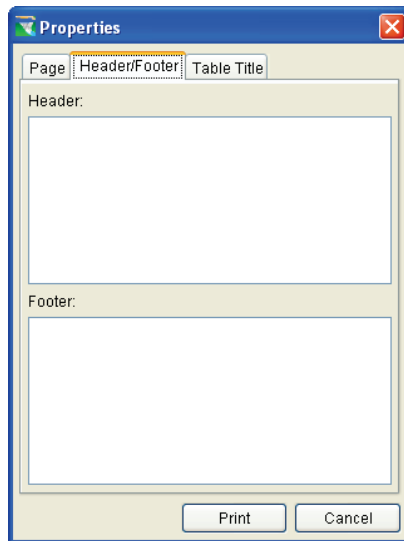 Properties
Page Header/Footer Table Title
Header:
Footer:
Print Cancel